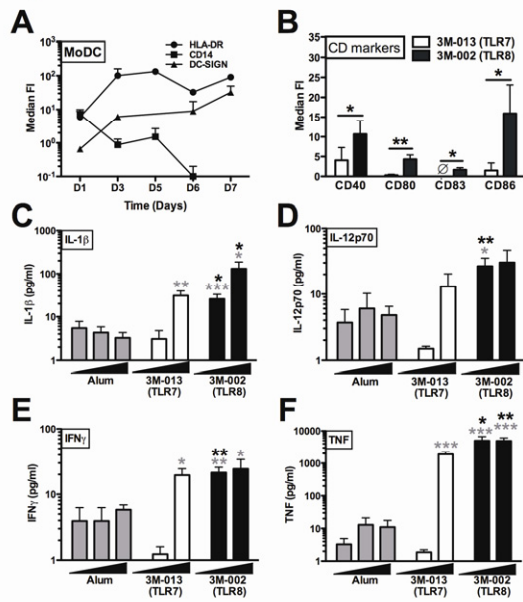 A
MoDC
HLA-DR
CD14
DC-SIGN
Median FI
10³
10²
10¹
10⁰
10⁻¹
D1 D3 D5 D6 D7
Time (Days)
B
CD markers
3M-013 (TLR7)
3M-002 (TLR8)
Median FI
25
20
15
10
5
0
* ** * *
∅
CD40 CD80 CD83 CD86
C
IL-1β
IL-1β (pg/ml)
1000
100
10
1
** * *** * *
Alum 3M-013 3M-002
(TLR7) (TLR8)
D
IL-12p70
IL-12p70 (pg/ml)
100
10
1
** *
Alum 3M-013 3M-002
(TLR7) (TLR8)
E
IFNγ
IFNγ (pg/ml)
100
10
1
* ** ** *
Alum 3M-013 3M-002
(TLR7) (TLR8)
F
TNF
TNF (pg/ml)
10000
1000
100
10
1
*** * *** ** ***
Alum 3M-013 3M-002
(TLR7) (TLR8)